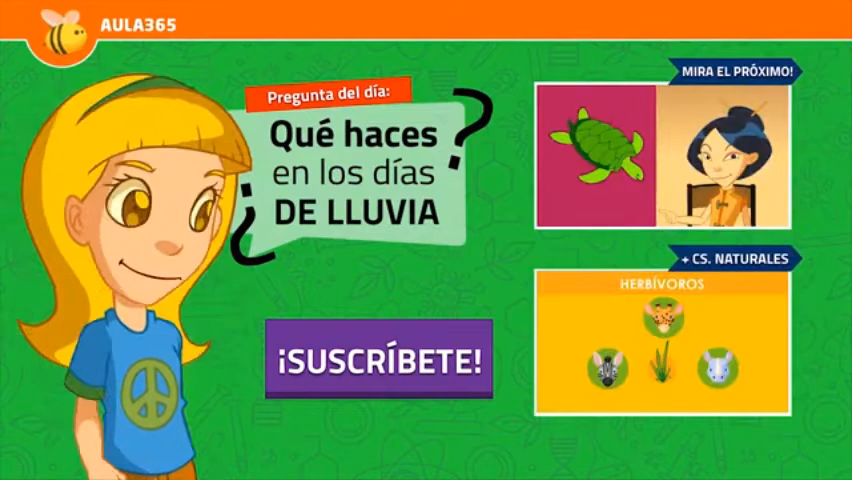 AULA365
Pregunta del día:
¿
Qué haces
en los días
DE LLUVIA
?
¡SUSCRÍBETE!
MIRA EL PRÓXIMO!
+ CS. NATURALES
HERBÍVOROS